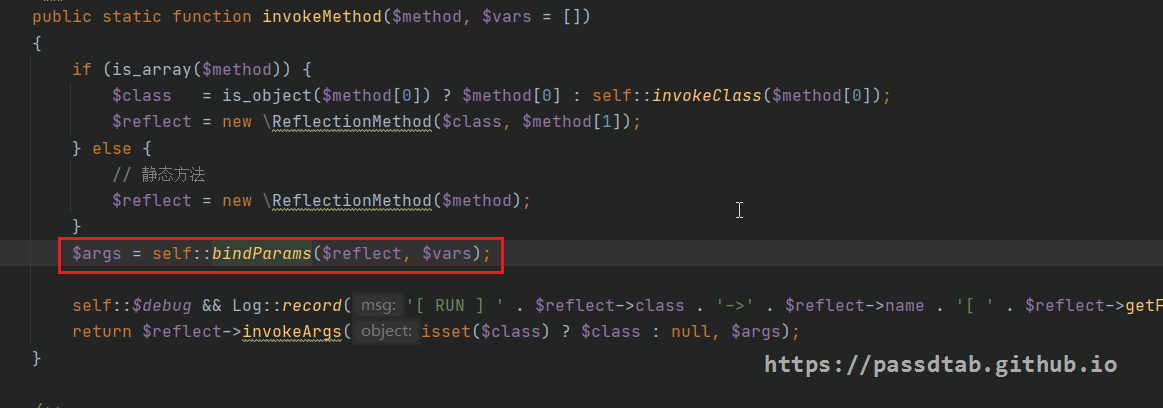 public static function invokeMethod($method, $vars = [])
{
    if (is_array($method)) {
        $class   = is_object($method[0]) ? $method[0] : self::invokeClass($method[0]);
        $reflect = new \ReflectionMethod($class, $method[1]);
    } else {
        // 静态方法
        $reflect = new \ReflectionMethod($method);
    }
    $args = self::bindParams($reflect, $vars);
    self::$debug && Log::record( msg: '[ RUN ] ' . $reflect->class . '->' . $reflect->name . '[ ' . $reflect->getF
    return $reflect->invokeArgs( object: isset($class) ? $class : null, $args);
}
https://passdtab.github.io